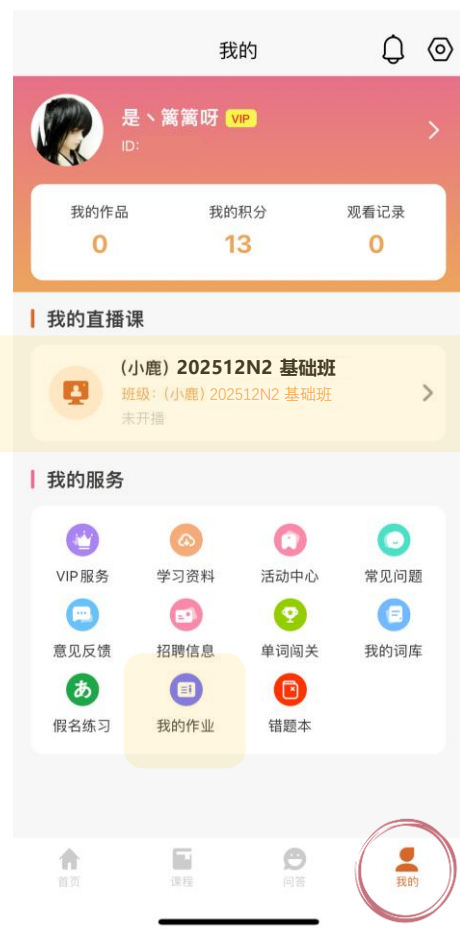 我的
是丶篱篱呀 VIP
ID:
我的作品 我的积分 观看记录
0 13 0
我的直播课
(小鹿) 202512N2 基础班
班级: (小鹿) 202512N2 基础班
未开播
我的服务
VIP服务 学习资料 活动中心 常见问题
意见反馈 招聘信息 单词闯关 我的词库
あ
假名练习 我的作业 错题本
首页 课程 问答 我的